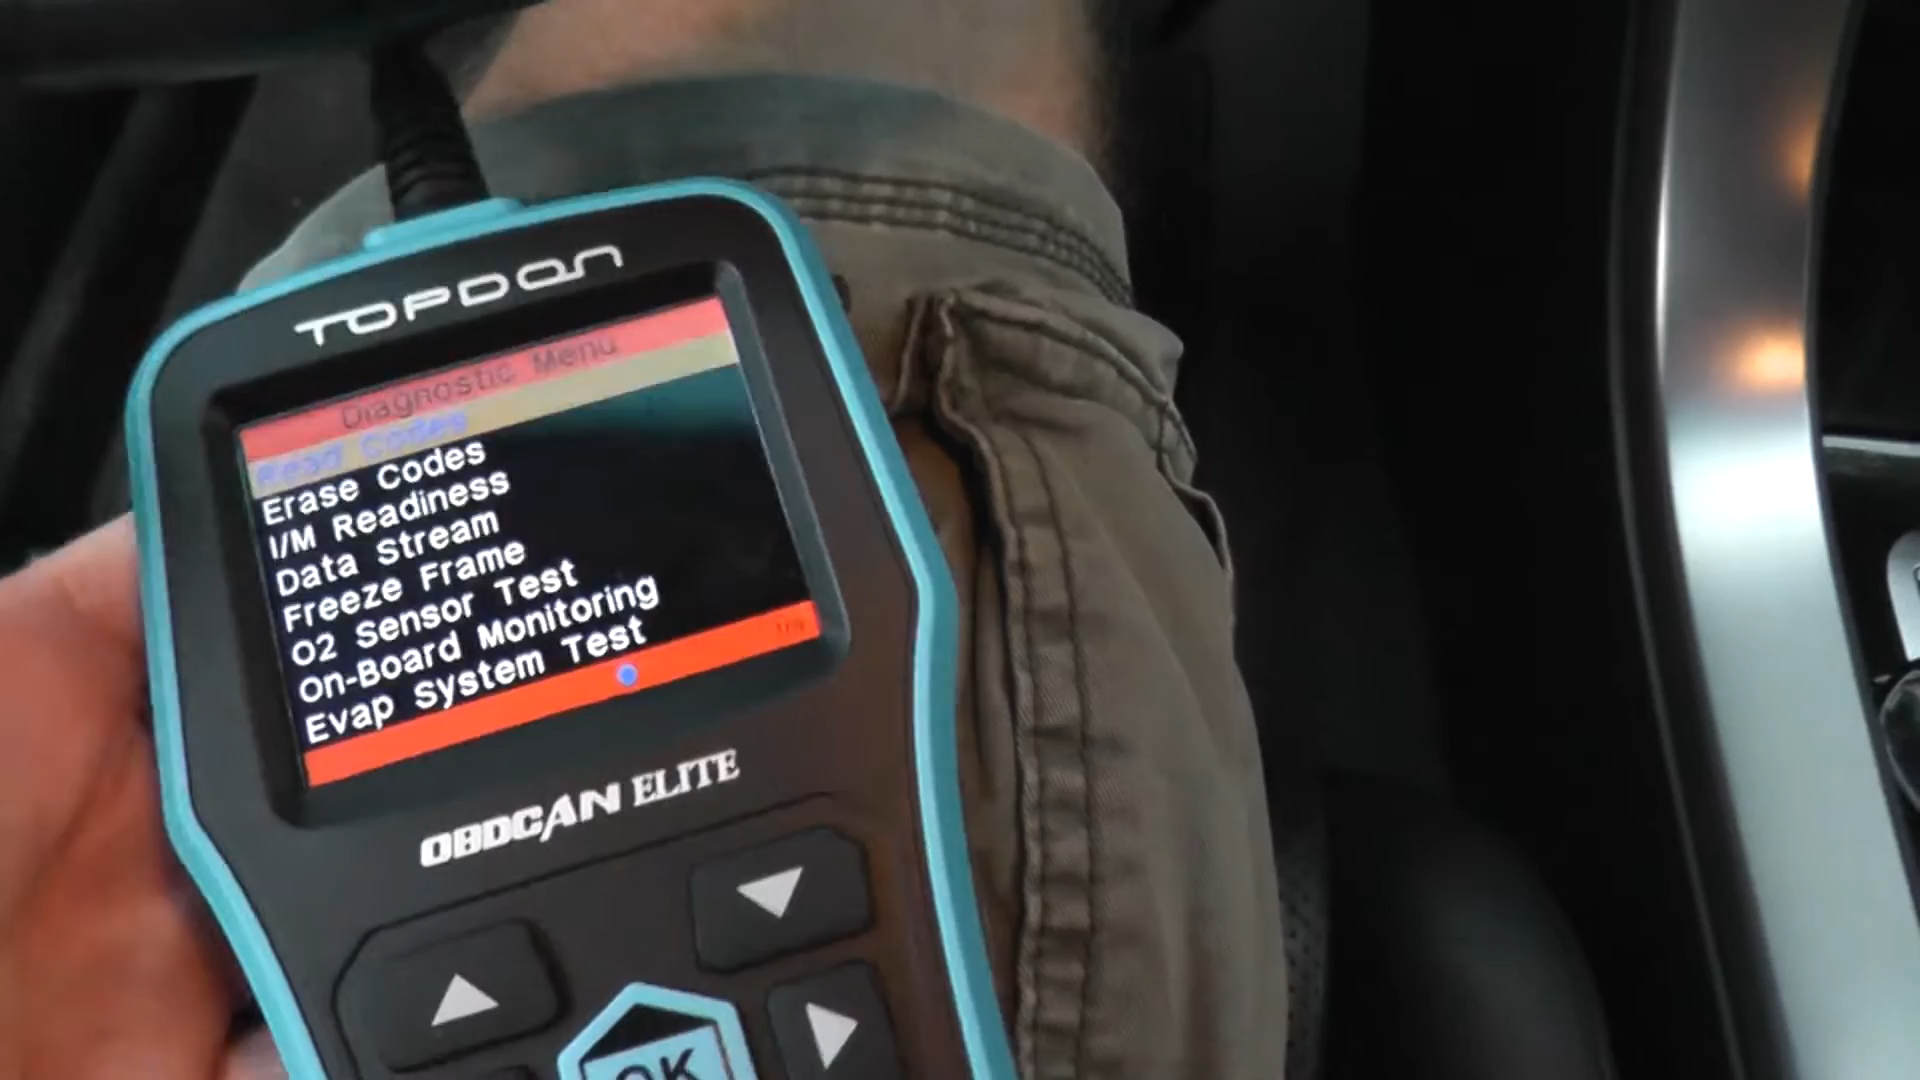 TOPDON
Diagnostic Menu
Read Codes
Erase Codes
I/M Readiness
Data Stream
Freeze Frame
O2 Sensor Test
On-Board Monitoring
Evap System Test
OBDCAN ELITE
OK